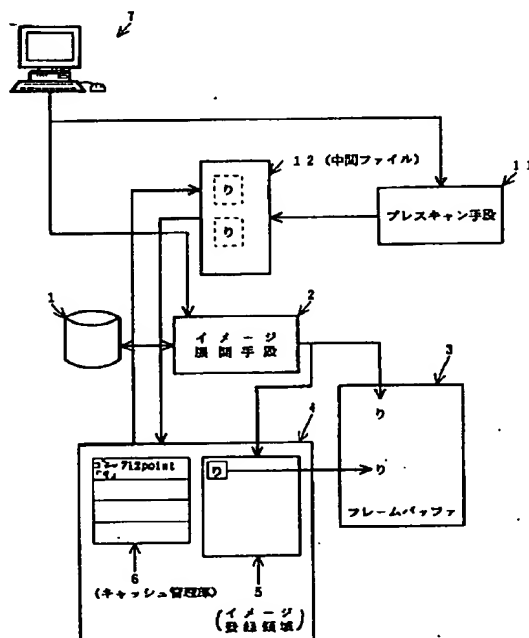 7
12(中間ファイル)
11
り
り
プレスキャン手段
1
2
イメージ
展開手段
3
4
り
り
フレームバッファ
712point
り
6
(キャッシュ管理部)
5
(イメージ
登録領域)